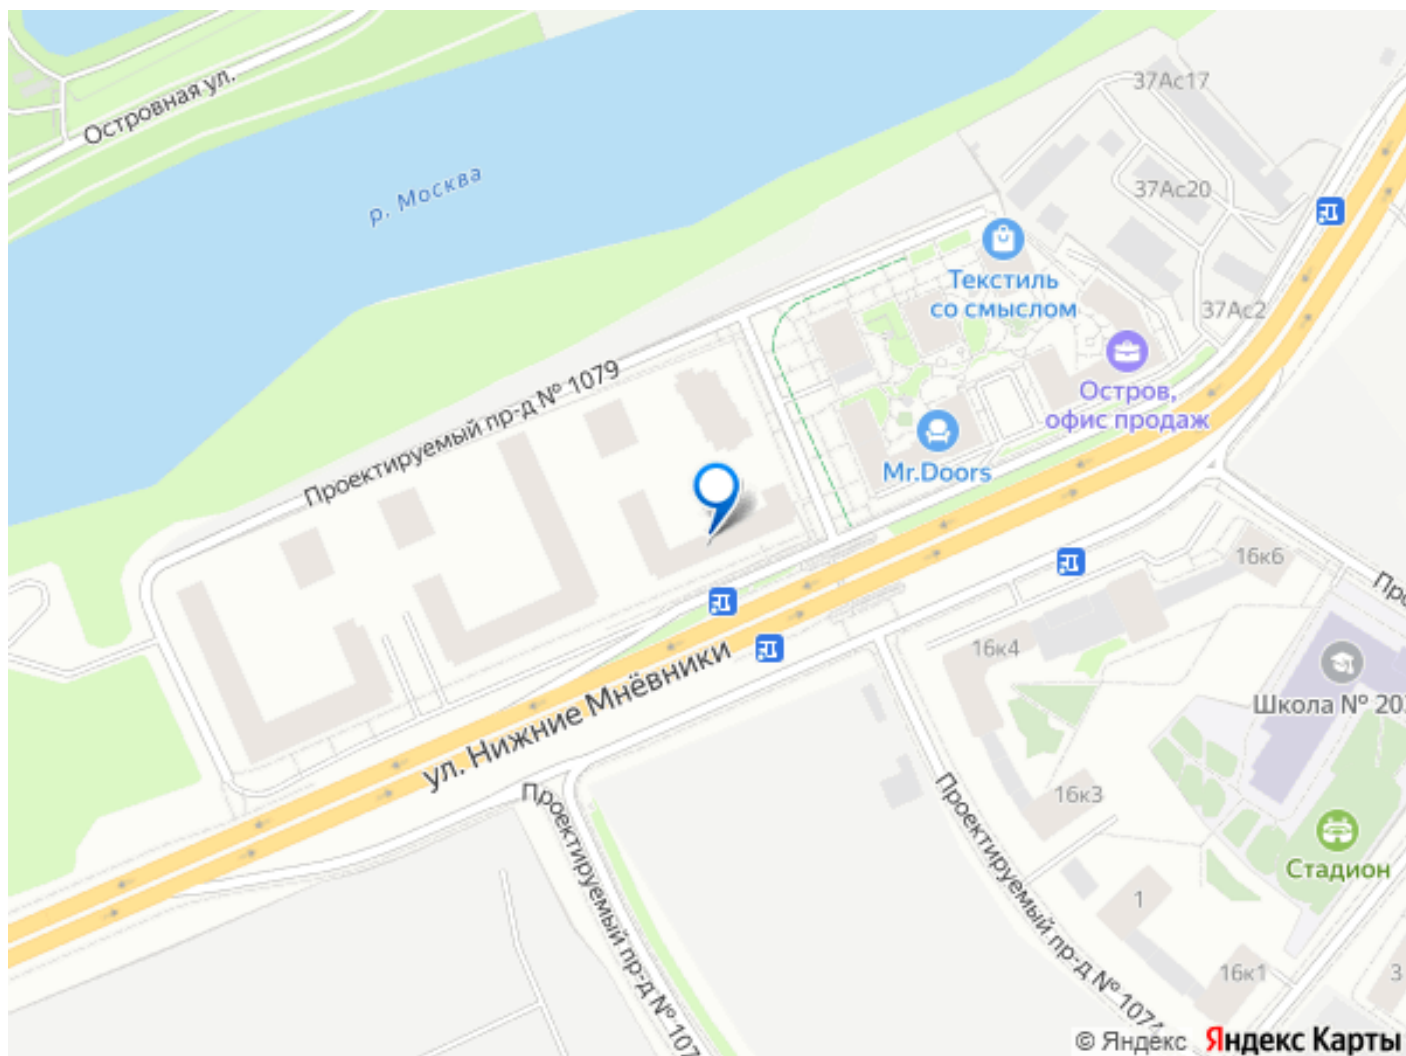 37Ас17
Островная ул.
р. Москва
37Ас20
Текстиль
со смыслом
37Ас2
Проектируемый пр-д № 1079
Остров,
офис продаж
Mr.Doors
16к6
16к4
ул. Нижние Мнёвники
Школа № 20
Проектируемый пр-д № 107
16к3
Проектируемый пр-д № 1074
Стадион
1
16к1
3
© Яндекс Яндекс Карты